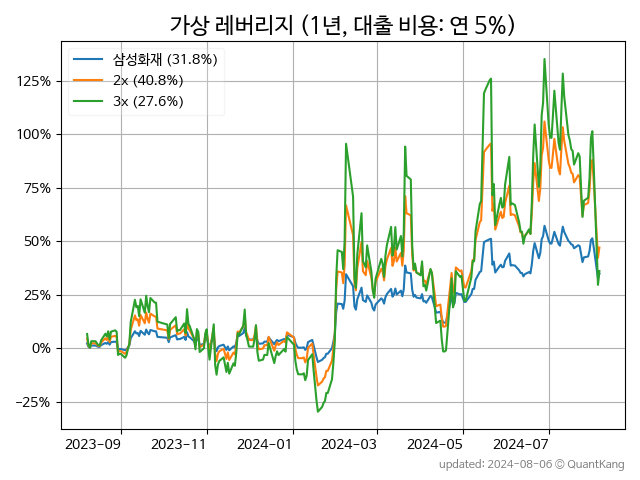 가상 레버리지 (1년, 대출 비용: 연 5%)
삼성화재 (31.8%)
2x (40.8%)
3x (27.6%)
125%
100%
75%
50%
25%
0%
−25%
2023-09
2023-11
2024-01
2024-03
2024-05
2024-07
updated: 2024-08-06 © QuantKang